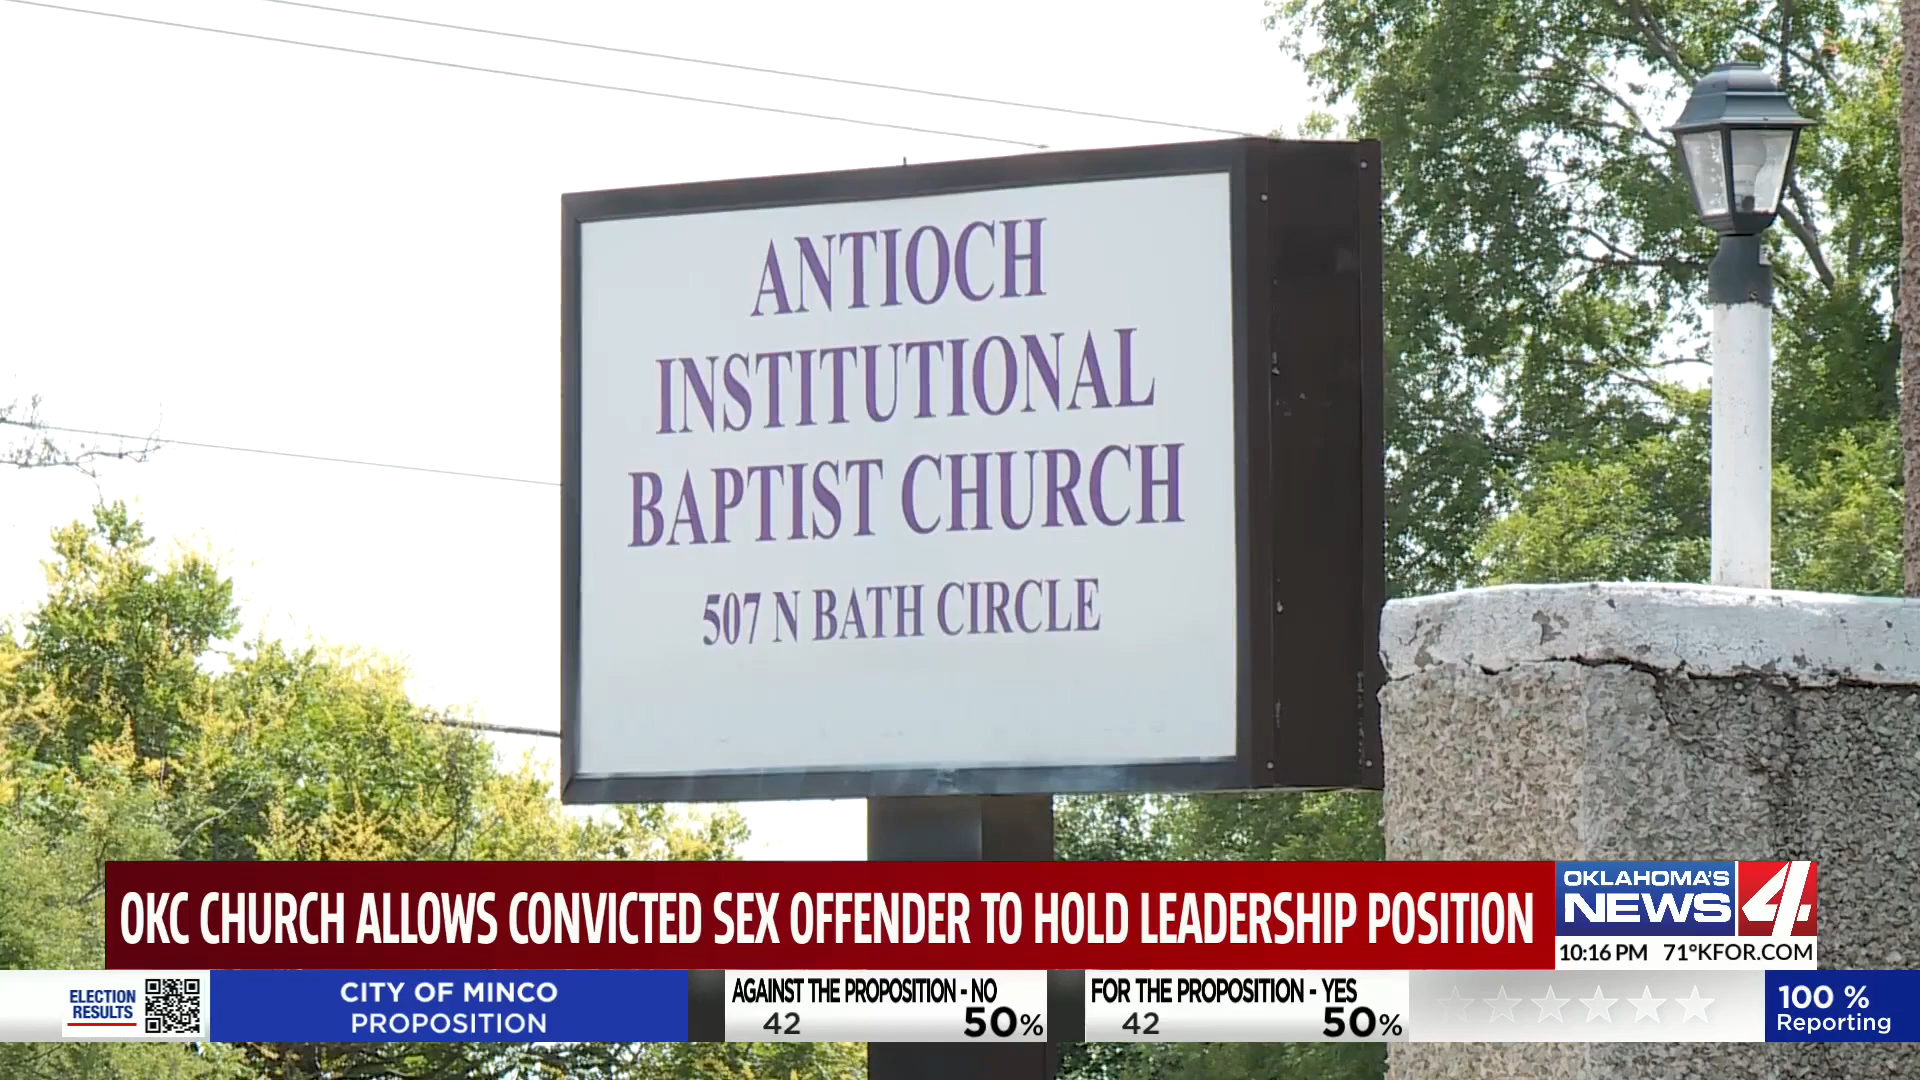 ANTIOCH
INSTITUTIONAL
BAPTIST CHURCH
507 N BATH CIRCLE
OKC CHURCH ALLOWS CONVICTED SEX OFFENDER TO HOLD LEADERSHIP POSITION
OKLAHOMA'S
NEWS 4
10:16 PM 71° KFOR.COM
ELECTION
RESULTS
CITY OF MINCO
PROPOSITION
AGAINST THE PROPOSITION - NO
42 50%
FOR THE PROPOSITION - YES
42 50%
100 %
Reporting